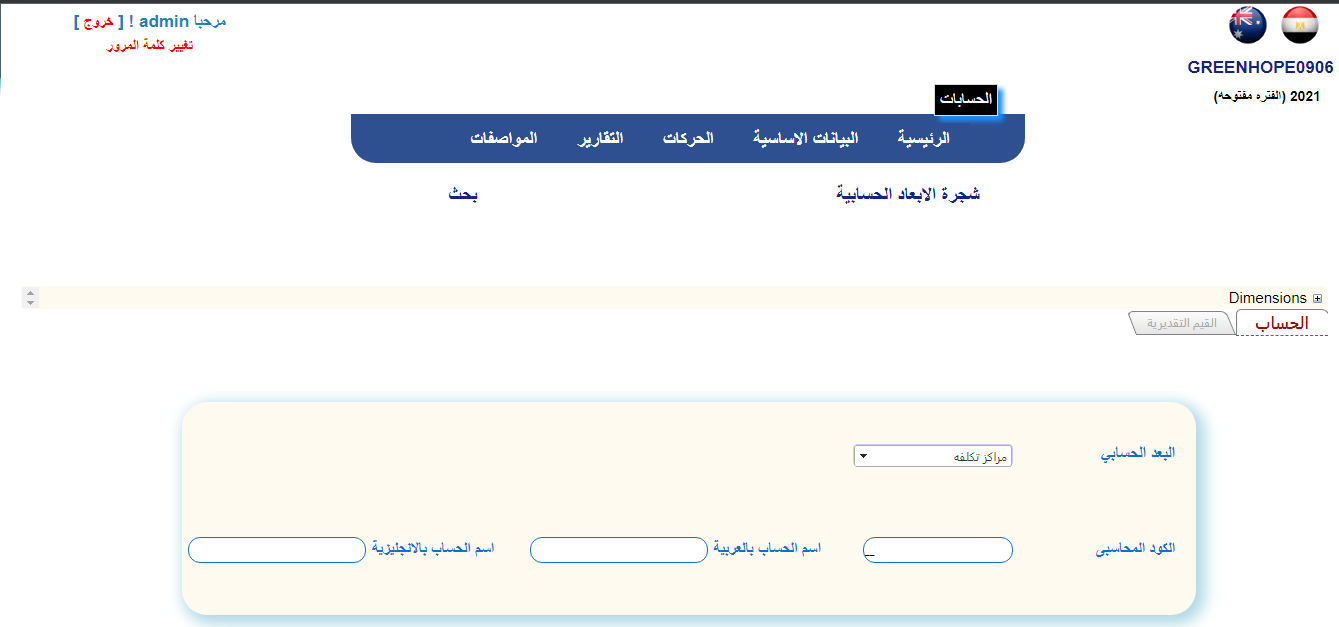 مرحبا admin ! [ خروج ]
تغيير كلمة المرور
GREENHOPE0906
2021 (الفتره مفتوحه)
الحسابات
الرئيسية البيانات الاساسية الحركات التقارير المواصفات
شجرة الابعاد الحسابية بحث
Dimensions
الحساب القيم التقديرية
البعد الحسابي مراكز تكلفه
الكود المحاسبى __ اسم الحساب بالعربية اسم الحساب بالانجليزية